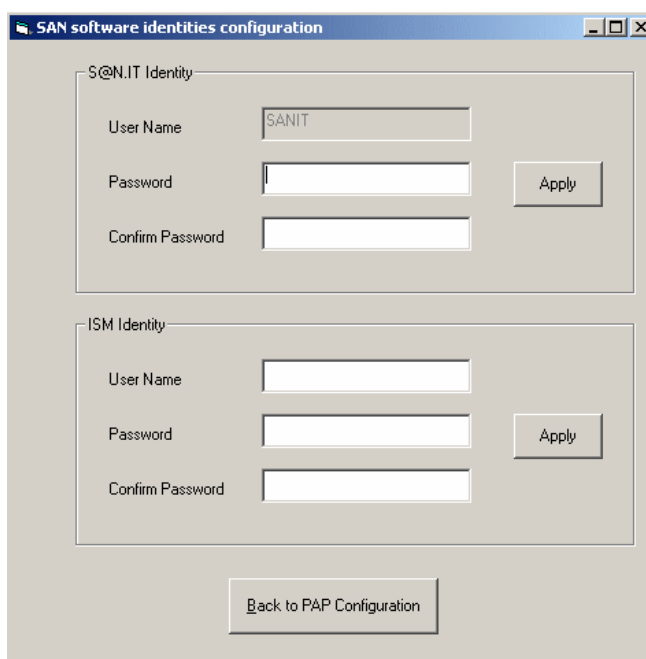 SAN software identities configuration
S@N.IT Identity
User Name
SANIT
Password
Apply
Confirm Password
ISM Identity
User Name
Password
Apply
Confirm Password
Back to PAP Configuration